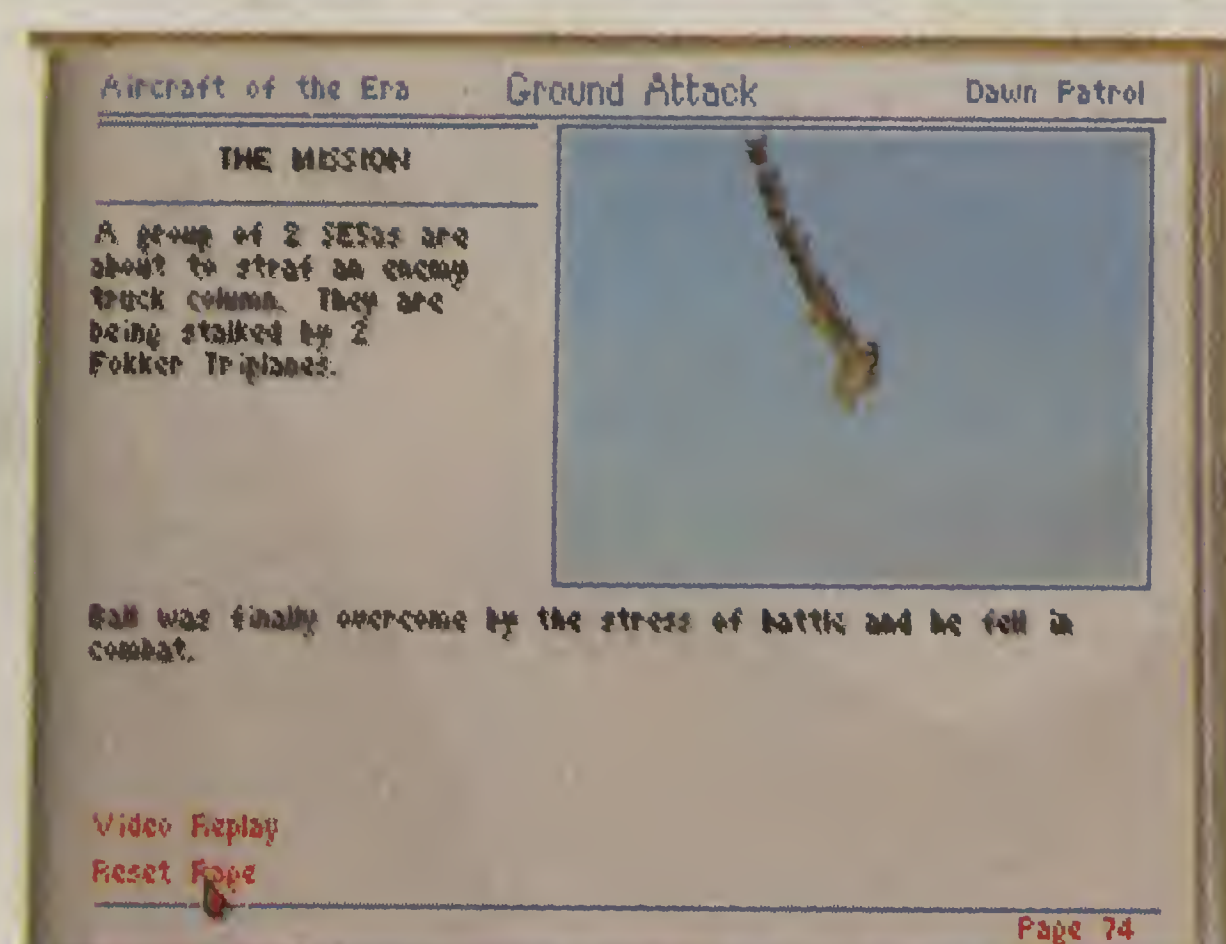 Aircraft of the Era
Ground Attack
Dawn Patrol
THE MISSION
A group of 2 SE5as are
about to straf an enemy
truck column. They are
being stalked by 2
Fokker Triplanes.
Ball was finally overcome by the stress of battle and he fell in
combat.
Video Replay
Reset Page
Page 74